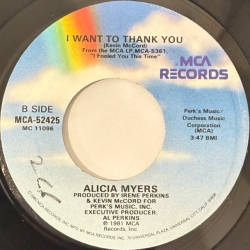 I WANT TO THANK YOU
(Kevin McCord)
From the MCA LP, MCA-5361,
"I Fooled You This Time"
MCA RECORDS
B SIDE
MCA-52425
MC 11096
Perk's Music/
Duchess Music
Corporation
(MCA)
3:47 BMI
ALICIA MYERS
PRODUCED BY IRENE PERKINS
& KEVIN McCORD FOR
PERK'S MUSIC, INC.
EXECUTIVE PRODUCER:
AL PERKINS
℗ 1981 MCA
Records, Inc.